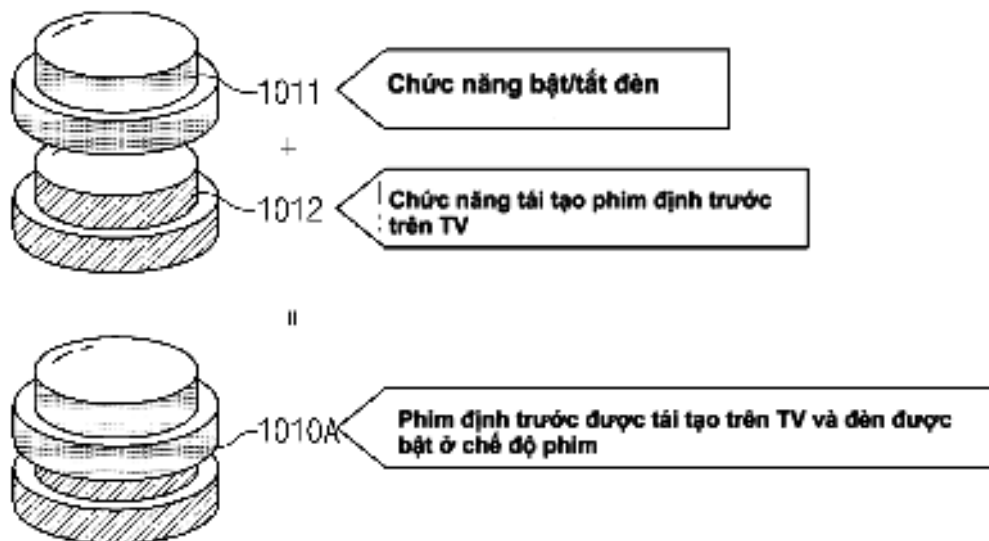 1011
Chức năng bật/tắt đèn
+
1012
Chức năng tái tạo phim định trước
trên TV
=
1010A
Phim định trước được tái tạo trên TV và đèn được
bật ở chế độ phim